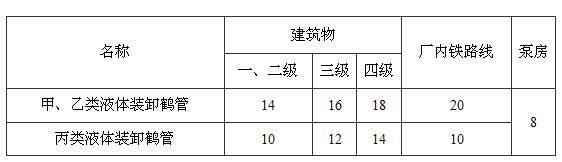 名称 建筑物 厂内铁路线 泵房
一、二级 三级 四级
甲、乙类液体装卸鹤管 14 16 18 20 8
丙类液体装卸鹤管 10 12 14 10